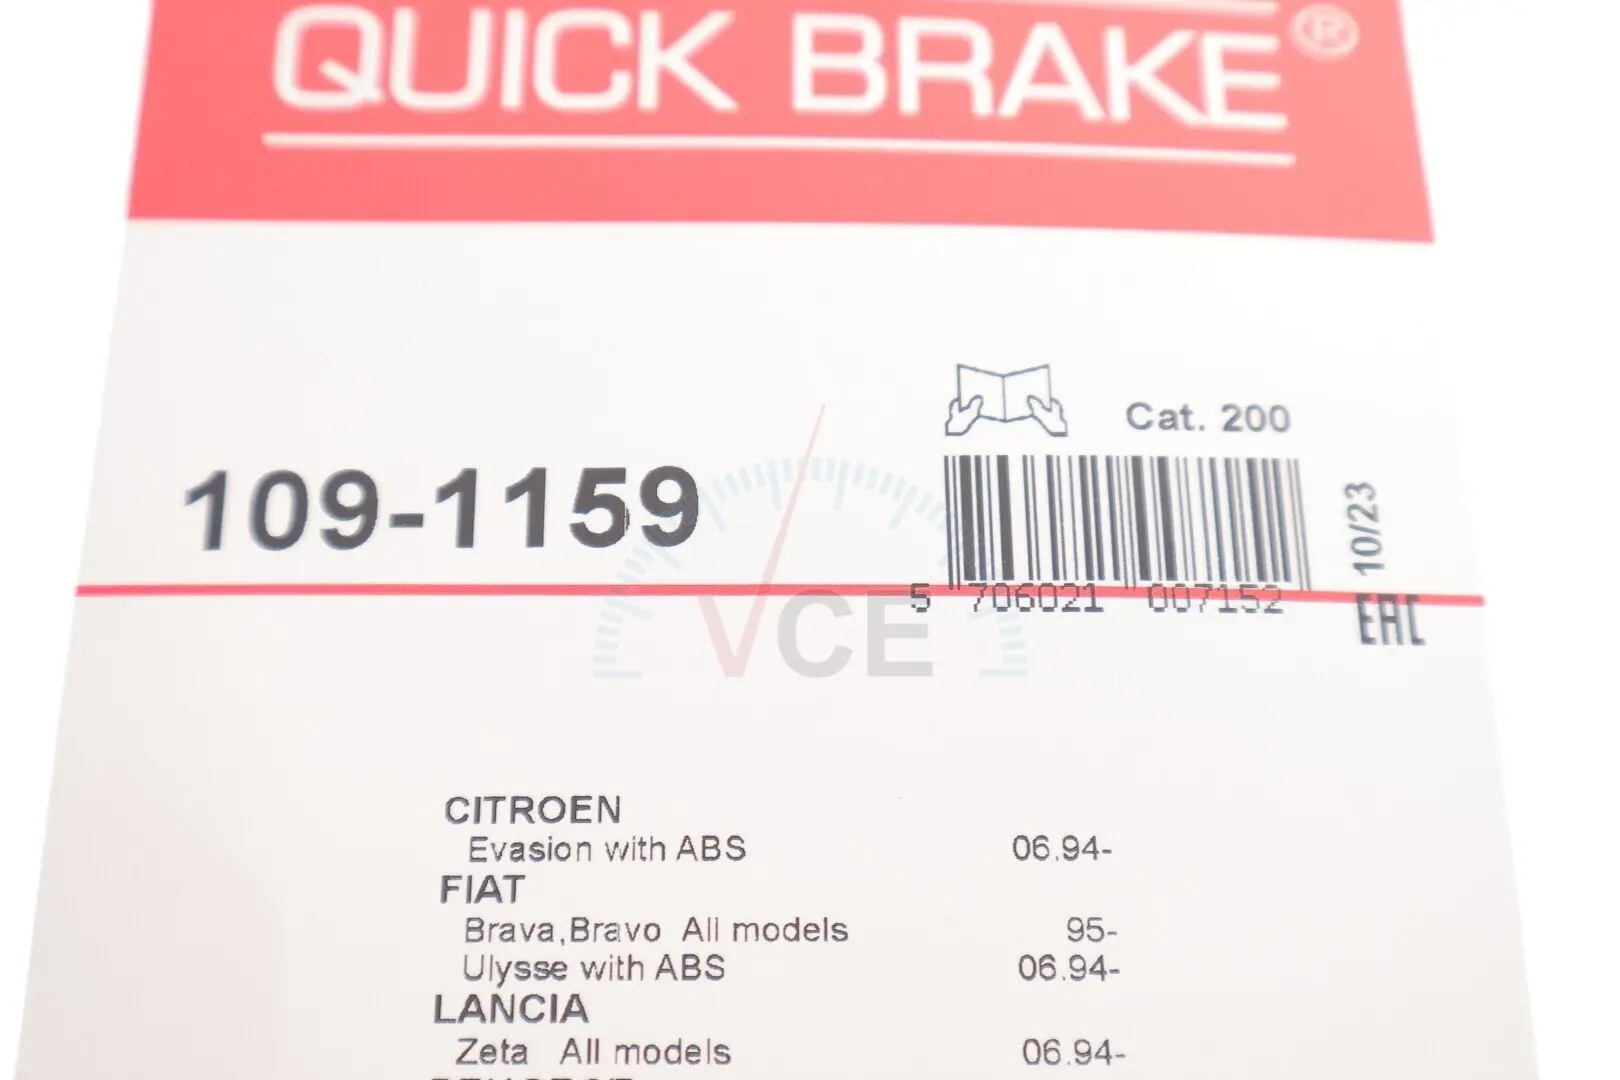 QUICK BRAKE®
Cat. 200
109-1159
10/23
5 706021 007152
EAC
VCE
CITROEN
Evasion with ABS 06.94-
FIAT
Brava,Bravo All models 95-
Ulysse with ABS 06.94-
LANCIA
Zeta All models 06.94-